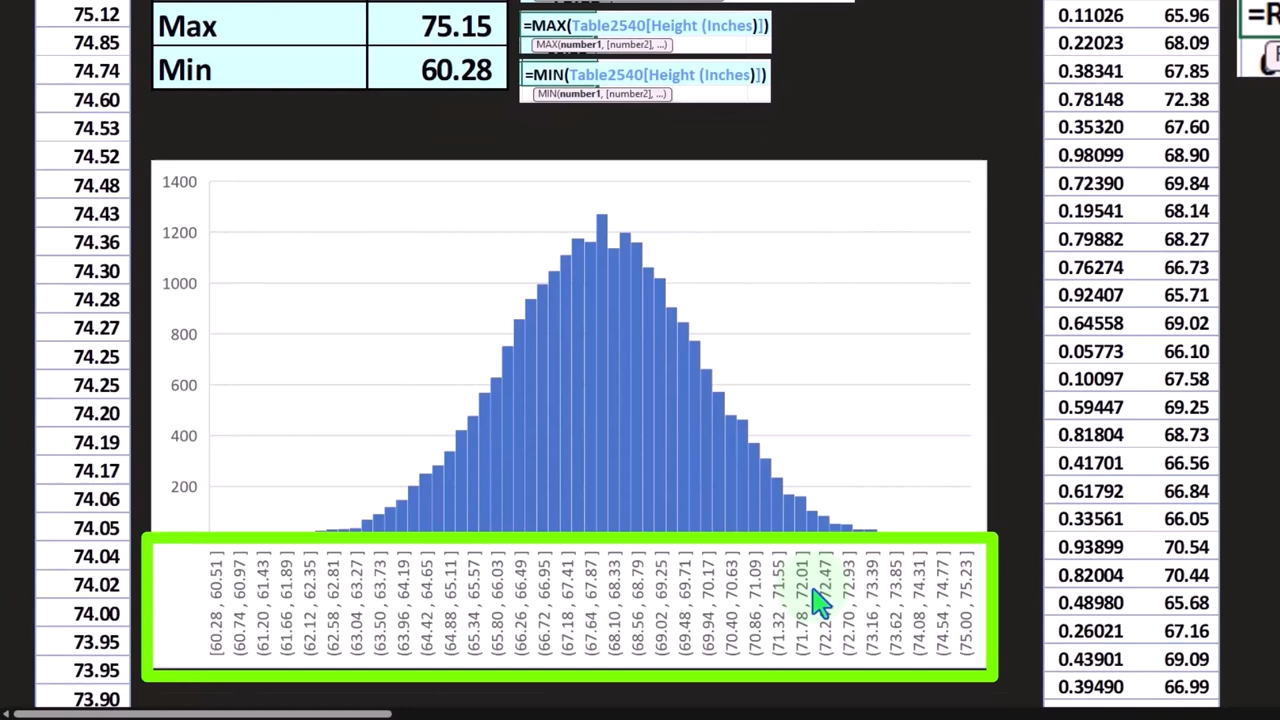 75.12
74.85
74.74
74.60
74.53
74.52
74.48
74.43
74.36
74.30
74.28
74.27
74.25
74.25
74.20
74.19
74.17
74.06
74.05
74.04
74.02
74.00
73.95
73.95
73.90
Max 75.15
Min 60.28
=MAX(Table2540[Height (Inches)])
MAX(number1, [number2], ...)
=MIN(Table2540[Height (Inches)])
MIN(number1, [number2], ...)
1400
1200
1000
800
600
400
200
[60.28 , 60.51 ]
(60.74 , 60.97 ]
(61.20 , 61.43 ]
(61.66 , 61.89 ]
(62.12 , 62.35 ]
(62.58 , 62.81 ]
(63.04 , 63.27 ]
(63.50 , 63.73 ]
(63.96 , 64.19 ]
(64.42 , 64.65 ]
(64.88 , 65.11 ]
(65.34 , 65.57 ]
(65.80 , 66.03 ]
(66.26 , 66.49 ]
(66.72 , 66.95 ]
(67.18 , 67.41 ]
(67.64 , 67.87 ]
(68.10 , 68.33 ]
(68.56 , 68.79 ]
(69.02 , 69.25 ]
(69.48 , 69.71 ]
(69.94 , 70.17 ]
(70.40 , 70.63 ]
(70.86 , 71.09 ]
(71.32 , 71.55 ]
(71.78 , 72.01 ]
72.47 ]
(72.70 , 72.93 ]
(73.16 , 73.39 ]
(73.62 , 73.85 ]
(74.08 , 74.31 ]
(74.54 , 74.77 ]
(75.00 , 75.23 ]
0.11026 65.96
0.22023 68.09
0.38341 67.85
0.78148 72.38
0.35320 67.60
0.98099 68.90
0.72390 69.84
0.19541 68.14
0.79882 68.27
0.76274 66.73
0.92407 65.71
0.64558 69.02
0.05773 66.10
0.10097 67.58
0.59447 69.25
0.81804 68.73
0.41701 66.56
0.61792 66.84
0.33561 66.05
0.93899 70.54
0.82004 70.44
0.48980 65.68
0.26021 67.16
0.43901 69.09
0.39490 66.99